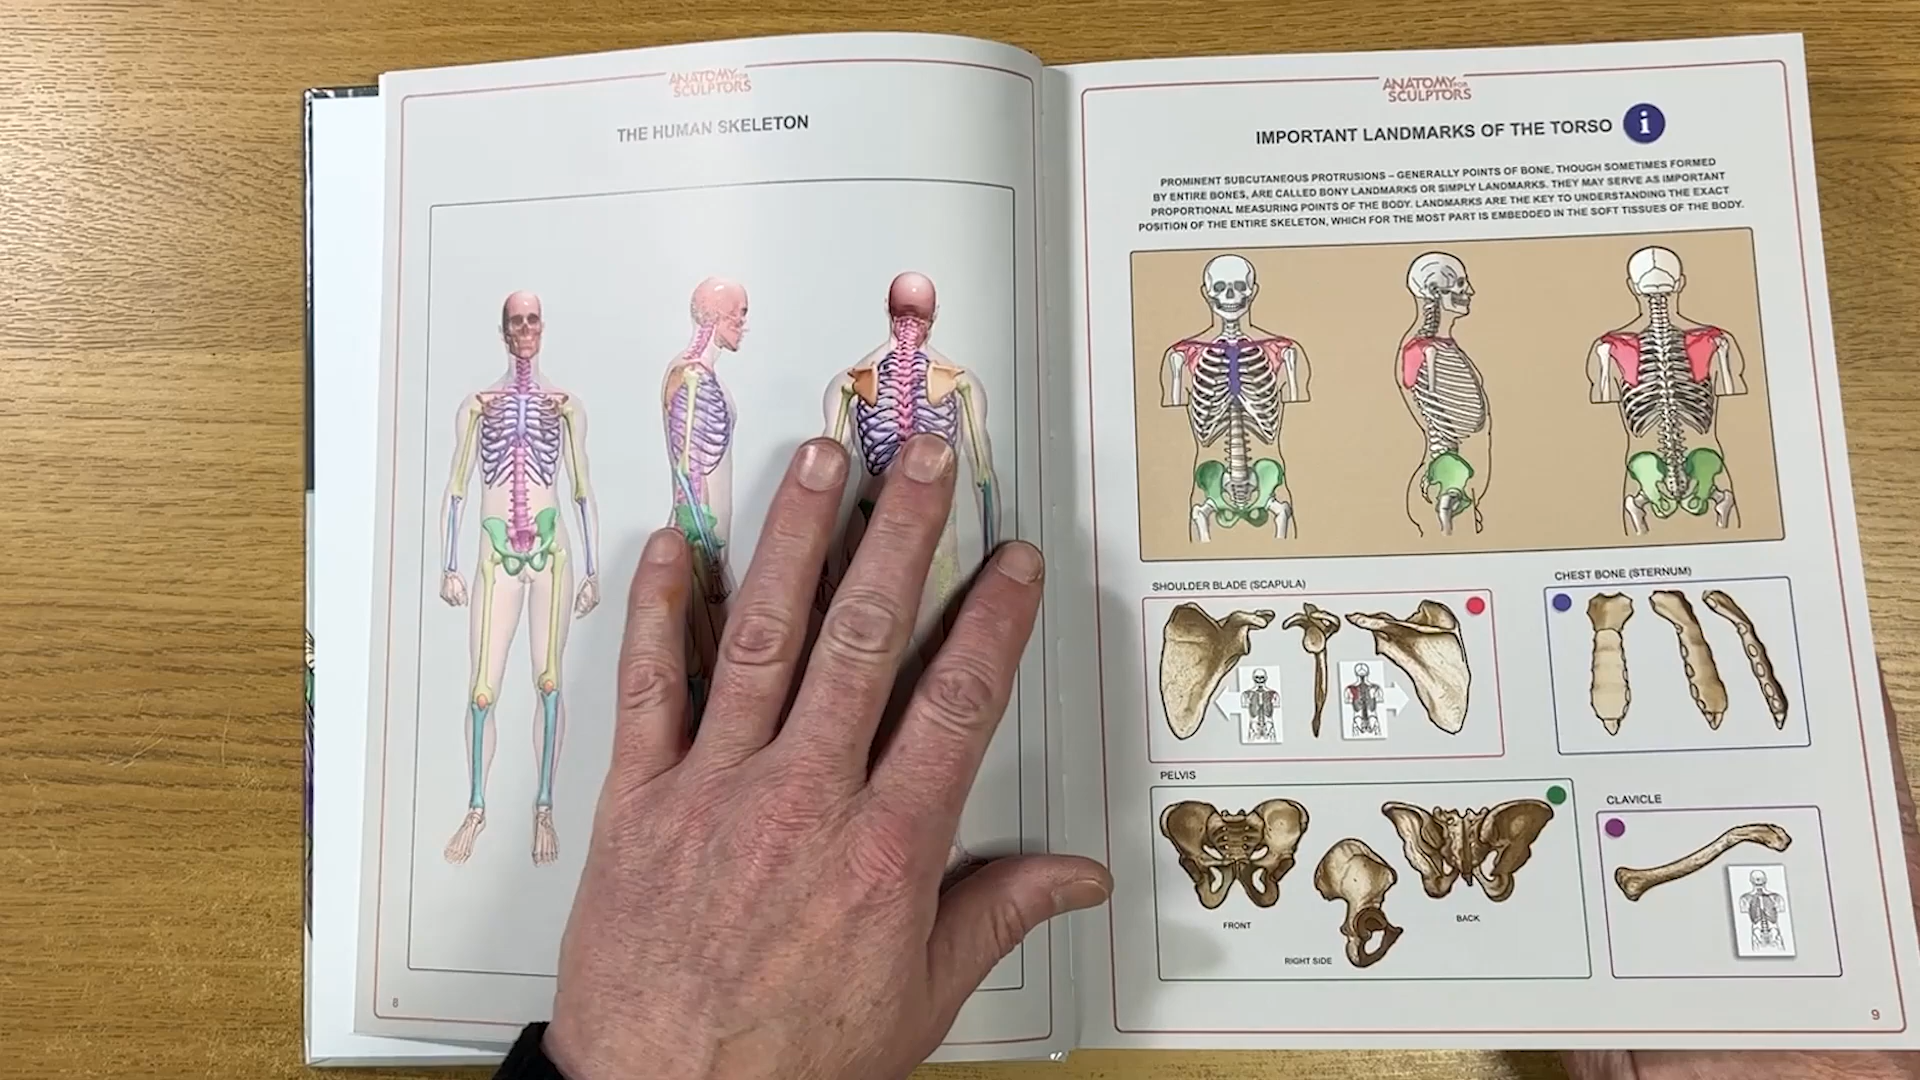 ANATOMY FOR
SCULPTORS
THE HUMAN SKELETON
8
ANATOMY FOR
SCULPTORS
IMPORTANT LANDMARKS OF THE TORSO i
PROMINENT SUBCUTANEOUS PROTRUSIONS – GENERALLY POINTS OF BONE, THOUGH SOMETIMES FORMED
BY ENTIRE BONES, ARE CALLED BONY LANDMARKS OR SIMPLY LANDMARKS. THEY MAY SERVE AS IMPORTANT
PROPORTIONAL MEASURING POINTS OF THE BODY. LANDMARKS ARE THE KEY TO UNDERSTANDING THE EXACT
POSITION OF THE ENTIRE SKELETON, WHICH FOR THE MOST PART IS EMBEDDED IN THE SOFT TISSUES OF THE BODY.
SHOULDER BLADE (SCAPULA)
CHEST BONE (STERNUM)
PELVIS
FRONT
RIGHT SIDE
BACK
CLAVICLE
9